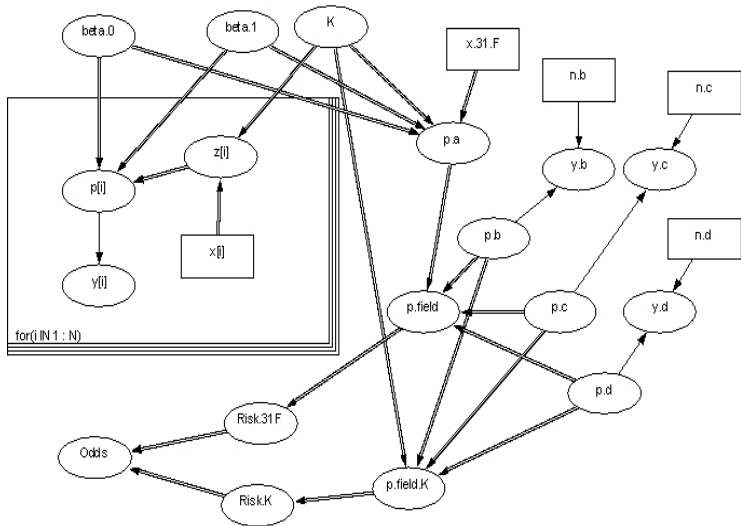 beta.0
beta.1
K
x.31.F
n.b
n.c
z[i]
p.a
y.b
y.c
p[i]
p.b
n.d
x[i]
y[i]
p.field
p.c
y.d
for(i IN 1 : N)
p.d
Risk.31F
Odds
p.field.K
Risk.K